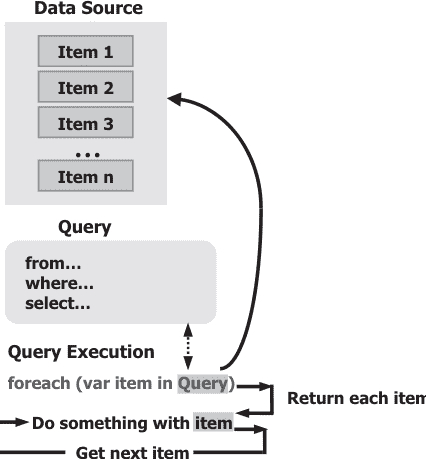 Data Source
Item 1
Item 2
Item 3
...
Item n
Query
from...
where...
select...
Query Execution
foreach (var item in Query)
Return each item
Do something with item
Get next item